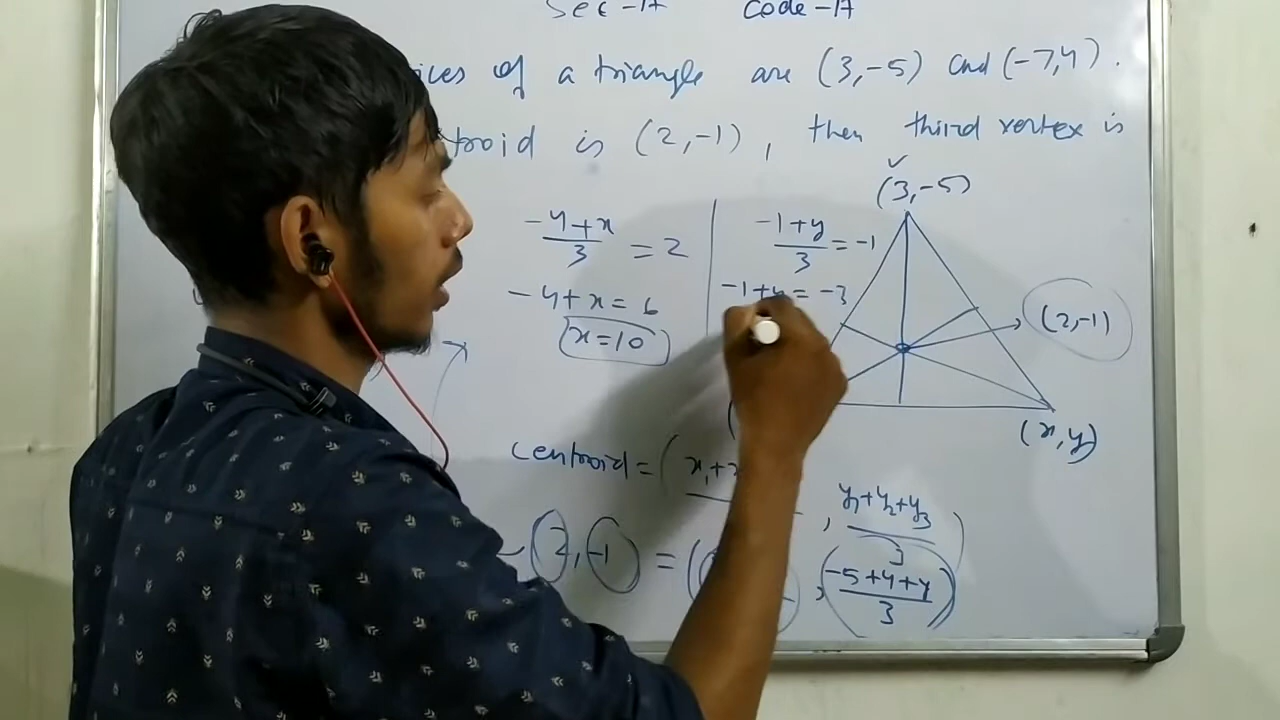 Sec-A Code-A
ices of a triangle are (3,-5) and (-7,4).
troid is (2,-1), then third vertex is
(3,-5)
-4+x/3 = 2
-4+x = 6
x=10
-1+y/3 = -1
-1+y = -3
(2,-1)
(x,y)
centroid = (x₁+x
, y₁+y₂+y₃/3)
2, -1 = (
, (-5+4+y/3))